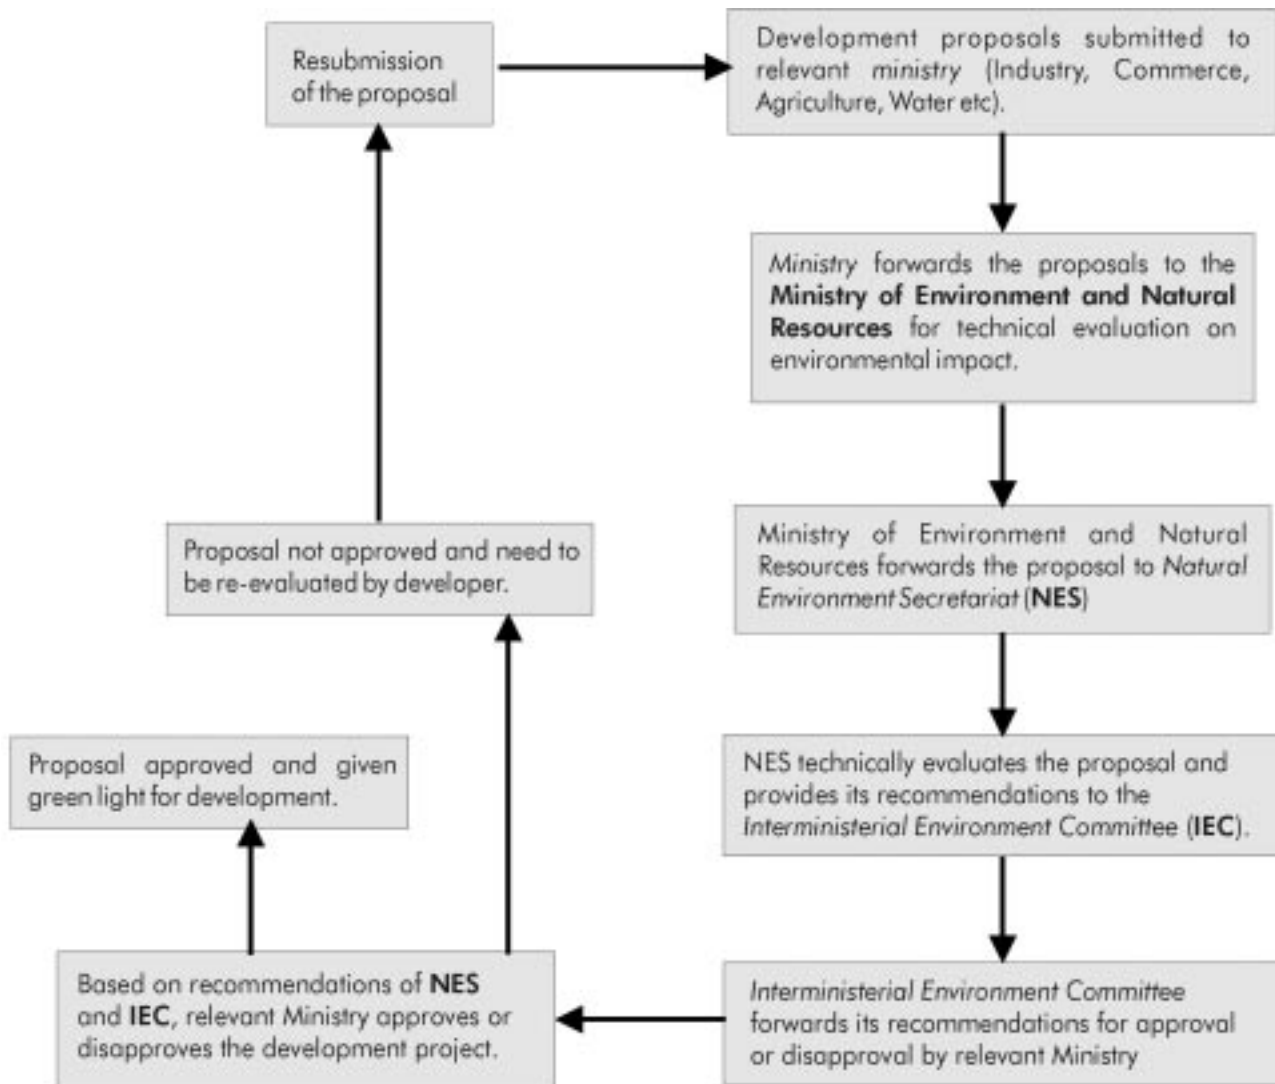 Resubmission
of the proposal
Development proposals submitted to
relevant ministry (Industry, Commerce,
Agriculture, Water etc).
Ministry forwards the proposals to the
Ministry of Environment and Natural
Resources for technical evaluation on
environmental impact.
Ministry of Environment and Natural
Resources forwards the proposal to Natural
Environment Secretariat (NES)
NES technically evaluates the proposal and
provides its recommendations to the
Interministerial Environment Committee (IEC).
Interministerial Environment Committee
forwards its recommendations for approval
or disapproval by relevant Ministry
Based on recommendations of NES
and IEC, relevant Ministry approves or
disapproves the development project.
Proposal approved and given
green light for development.
Proposal not approved and need to
be re-evaluated by developer.